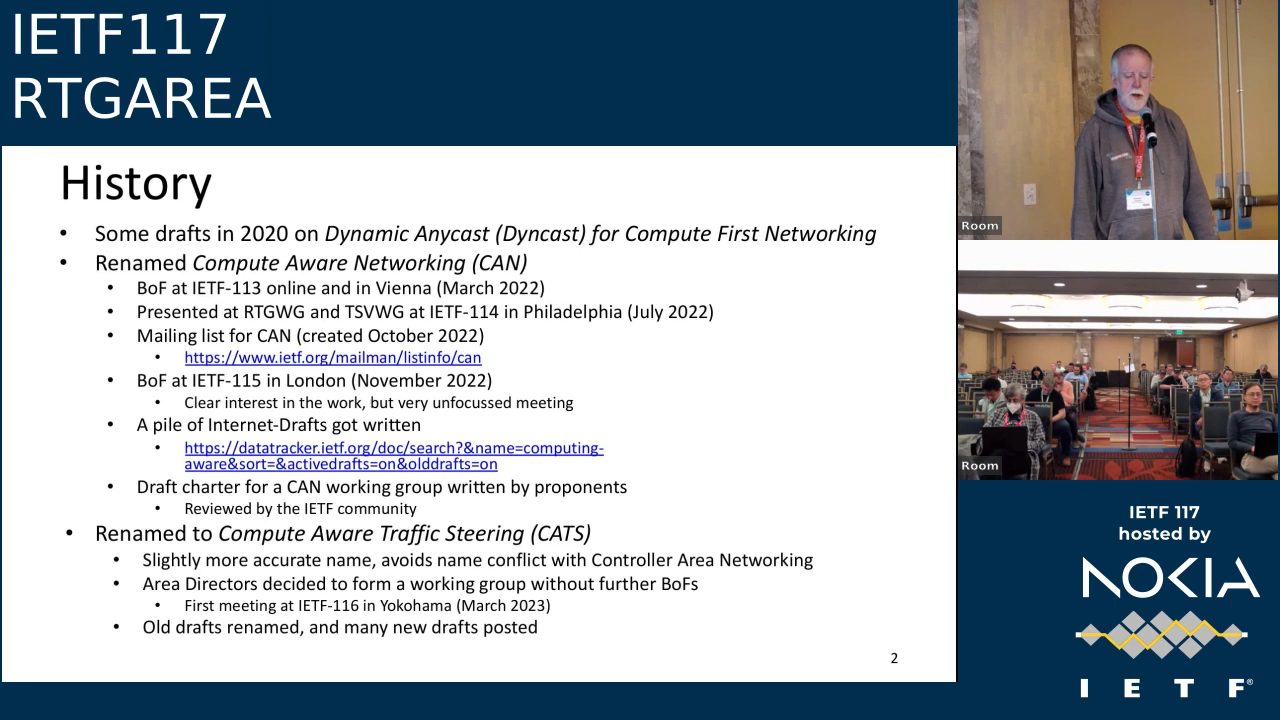 IETF117
RTGAREA
History
• Some drafts in 2020 on Dynamic Anycast (Dyncast) for Compute First Networking
• Renamed Compute Aware Networking (CAN)
• BoF at IETF-113 online and in Vienna (March 2022)
• Presented at RTGWG and TSVWG at IETF-114 in Philadelphia (July 2022)
• Mailing list for CAN (created October 2022)
• https://www.ietf.org/mailman/listinfo/can
• BoF at IETF-115 in London (November 2022)
• Clear interest in the work, but very unfocussed meeting
• A pile of Internet-Drafts got written
• https://datatracker.ietf.org/doc/search?&name=computing-
aware&sort=&activedrafts=on&olddrafts=on
• Draft charter for a CAN working group written by proponents
• Reviewed by the IETF community
• Renamed to Compute Aware Traffic Steering (CATS)
• Slightly more accurate name, avoids name conflict with Controller Area Networking
• Area Directors decided to form a working group without further BoFs
• First meeting at IETF-116 in Yokohama (March 2023)
• Old drafts renamed, and many new drafts posted
2
Room
Room
IETF 117
hosted by
NOKIA
I E T F®